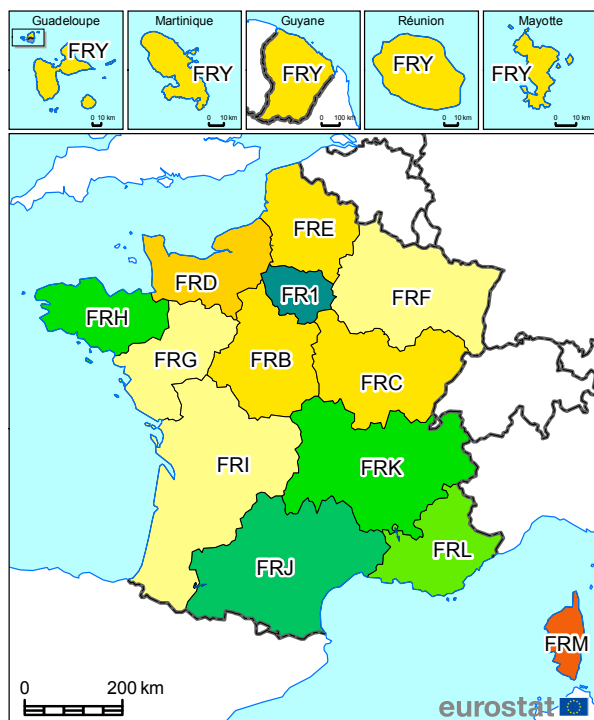 Guadeloupe
FRY
0 10 km
Martinique
FRY
0 10 km
Guyane
FRY
0 100 km
Réunion
FRY
0 10 km
Mayotte
FRY
0 10 km
FRE
FRD
FR1
FRF
FRH
FRG
FRB
FRC
FRI
FRK
FRJ
FRL
FRM
0 200 km
eurostat